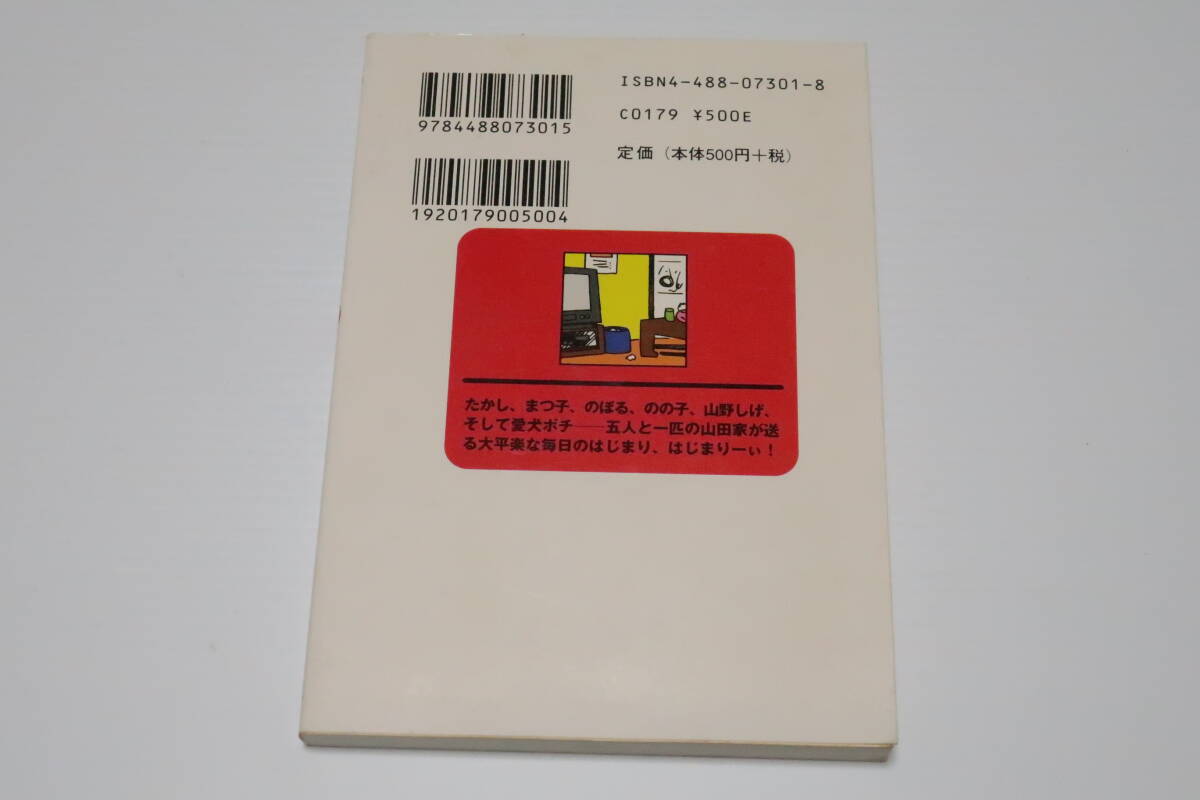 ISBN4-488-07301-8
9784488073015
C0179 ¥500E
定価(本体500円+税)
1920179005004
たかし、まつ子、のぼる、のの子、山野しげ、
そして愛犬ポチ――五人と一匹の山田家が送
る大平楽な毎日のはじまり、はじまりーぃ!